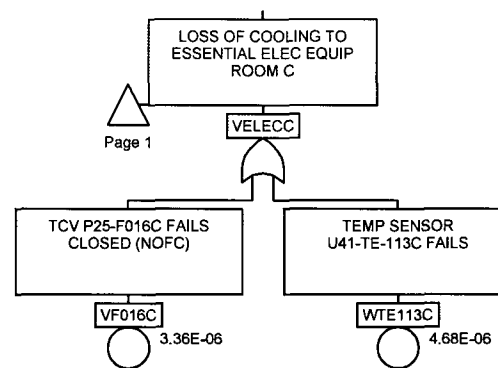 LOSS OF COOLING TO
ESSENTIAL ELEC EQUIP
ROOM C
Page 1
VELECC
TCV P25-F016C FAILS
CLOSED (NOFC)
TEMP SENSOR
U41-TE-113C FAILS
VF016C
3.36E-06
WTE113C
4.68E-06